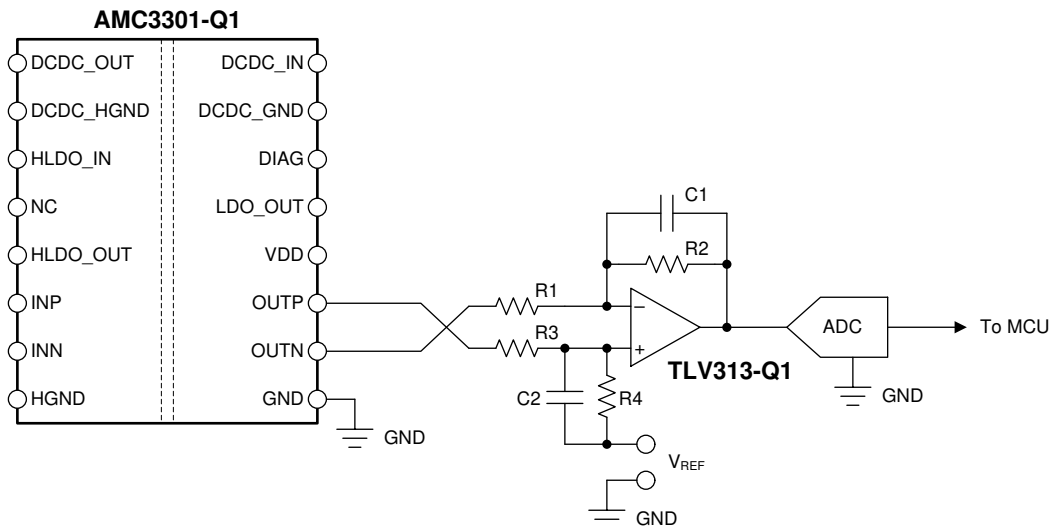 AMC3301-Q1
DCDC_OUT
DCDC_IN
DCDC_HGND
DCDC_GND
HLDO_IN
DIAG
NC
LDO_OUT
HLDO_OUT
VDD
INP
OUTP
INN
OUTN
HGND
GND
GND
C1
R2
R1
R3
–
+
TLV313-Q1
C2
R4
VREF
GND
ADC
GND
To MCU